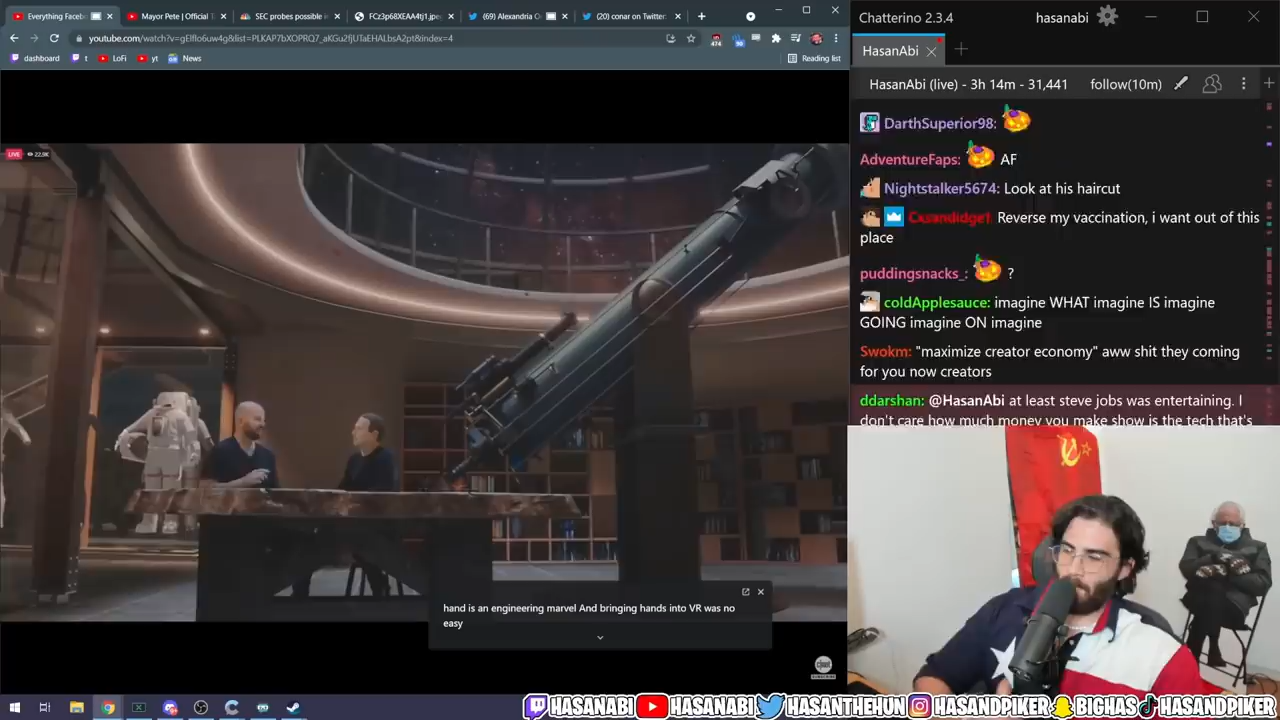 Everything Faceb
Mayor Pete | Official T
SEC probes possible i
FCz3p68XEAA4tj1.jpeg
(69) Alexandria O
(20) conar on Twitter
youtube.com/watch?v=gElfIo6uw4g&list=PLKAP7bXOPRQ7_aKGu2fjUTaEHALbsA2pt&index=4
dashboard
t
LoFi
yt
News
Reading list
LIVE
22.9K
hand is an engineering marvel And bringing hands into VR was no
easy
Chatterino 2.3.4
hasanabi
HasanAbi
HasanAbi (live) - 3h 14m - 31,441
follow(10m)
DarthSuperior98:
AdventureFaps: AF
Nightstalker5674: Look at his haircut
Cxsandidge1 Reverse my vaccination, i want out of this
place
puddingsnacks_: ?
coldApplesauce: imagine WHAT imagine IS imagine
GOING imagine ON imagine
Swokm: "maximize creator economy" aww shit they coming
for you now creators
ddarshan: @HasanAbi at least steve jobs was entertaining. I
don't care how much money you make show is the tech that's
cnet
HASANABI
HASANABI
HASANTHEHUN
HASANDPIKER
BIGHAS
HASANDPIKER